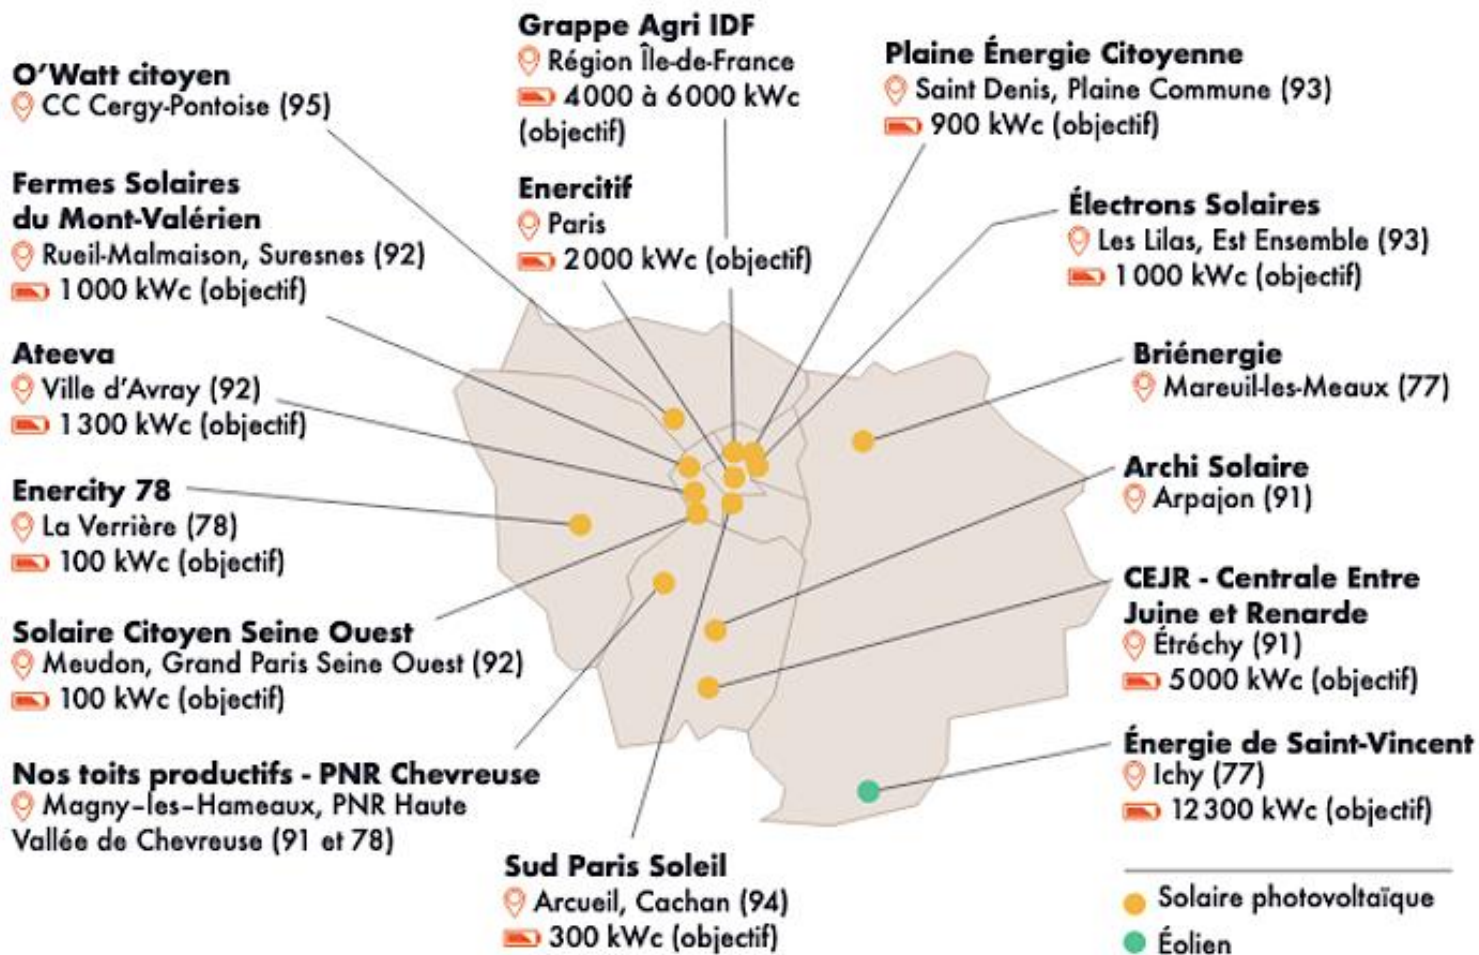 O'Watt citoyen
CC Cergy-Pontoise (95)
Fermes Solaires
du Mont-Valérien
Rueil-Malmaison, Suresnes (92)
1000 kWc (objectif)
Ateeva
Ville d'Avray (92)
1300 kWc (objectif)
Enercity 78
La Verrière (78)
100 kWc (objectif)
Solaire Citoyen Seine Ouest
Meudon, Grand Paris Seine Ouest (92)
100 kWc (objectif)
Nos toits productifs - PNR Chevreuse
Magny-les-Hameaux, PNR Haute
Vallée de Chevreuse (91 et 78)
Grappe Agri IDF
Région Île-de-France
4000 à 6000 kWc
(objectif)
Enercitif
Paris
2000 kWc (objectif)
Sud Paris Soleil
Arcueil, Cachan (94)
300 kWc (objectif)
Plaine Énergie Citoyenne
Saint Denis, Plaine Commune (93)
900 kWc (objectif)
Électrons Solaires
Les Lilas, Est Ensemble (93)
1000 kWc (objectif)
Briénergie
Mareuil-les-Meaux (77)
Archi Solaire
Arpajon (91)
CEJR - Centrale Entre
Juine et Renarde
Étréchy (91)
5000 kWc (objectif)
Énergie de Saint-Vincent
Ichy (77)
12300 kWc (objectif)
Solaire photovoltaïque
Éolien